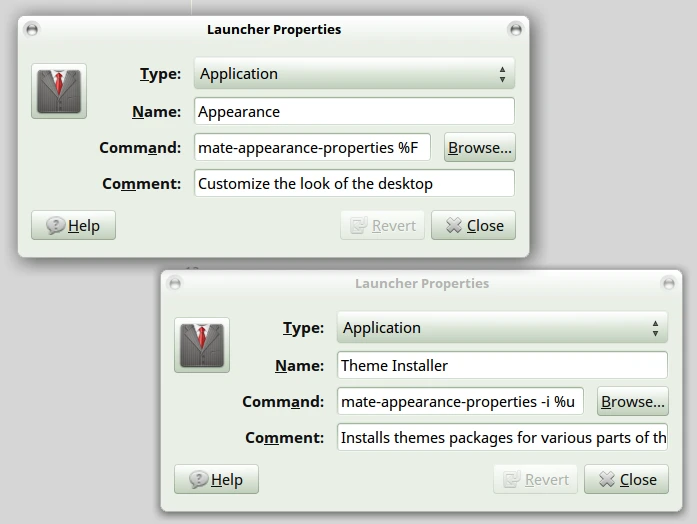 Launcher Properties
Type: Application
Name: Appearance
Command: mate-appearance-properties %F Browse...
Comment: Customize the look of the desktop
Help Revert Close
Launcher Properties
Type: Application
Name: Theme Installer
Command: mate-appearance-properties -i %u Browse...
Comment: Installs themes packages for various parts of th
Help Revert Close